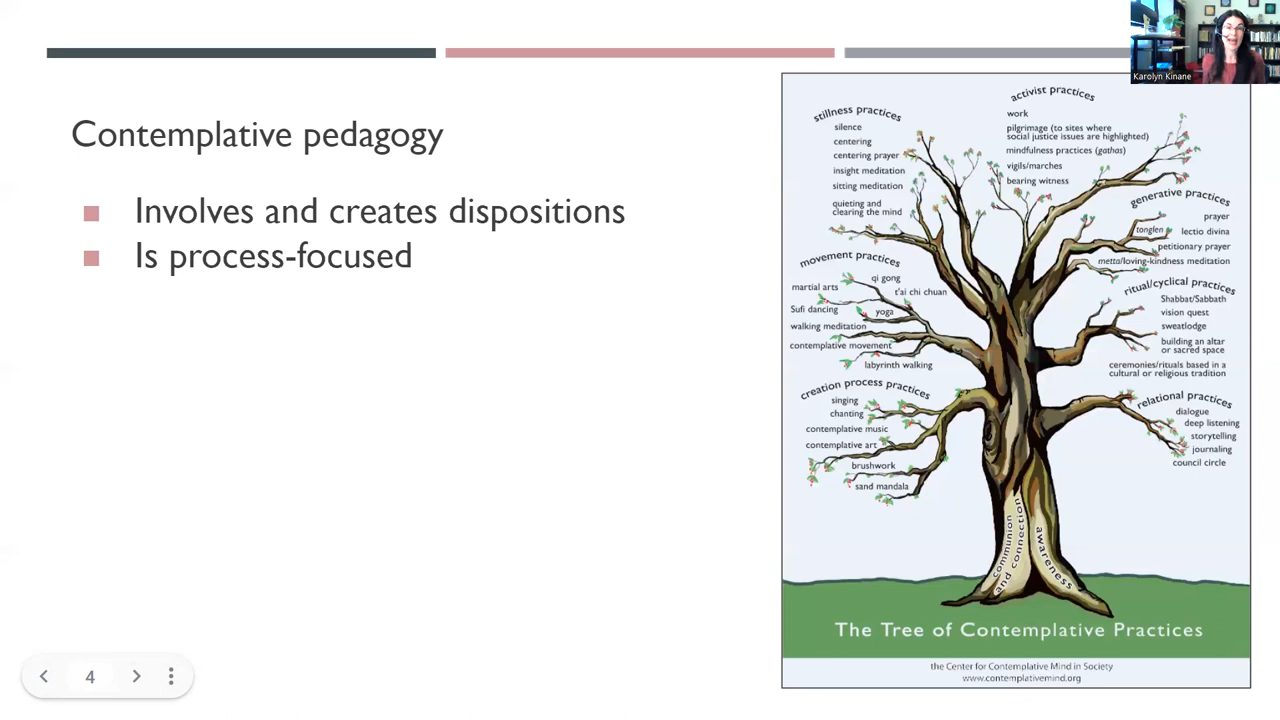 Contemplative pedagogy
Involves and creates dispositions
Is process-focused
4
Karolyn Kinane
stillness practices
silence
centering
centering prayer
insight meditation
sitting meditation
quieting and
clearing the mind
movement practices
qi gong
martial arts
t'ai chi chuan
Sufi dancing
yoga
walking meditation
contemplative movement
labyrinth walking
creation process practices
singing
chanting
contemplative music
contemplative art
brushwork
sand mandala
activist practices
work
pilgrimage (to sites where
social justice issues are highlighted)
mindfulness practices (gathas)
vigils/marches
bearing witness
generative practices
prayer
tonglen
lectio divina
petitionary prayer
metta/loving-kindness meditation
ritual/cyclical practices
Shabbat/Sabbath
vision quest
sweatlodge
building an altar
or sacred space
ceremonies/rituals based in a
cultural or religious tradition
relational practices
dialogue
deep listening
storytelling
journaling
council circle
communion
and connection
awareness
The Tree of Contemplative Practices
the Center for Contemplative Mind in Society
www.contemplativemind.org